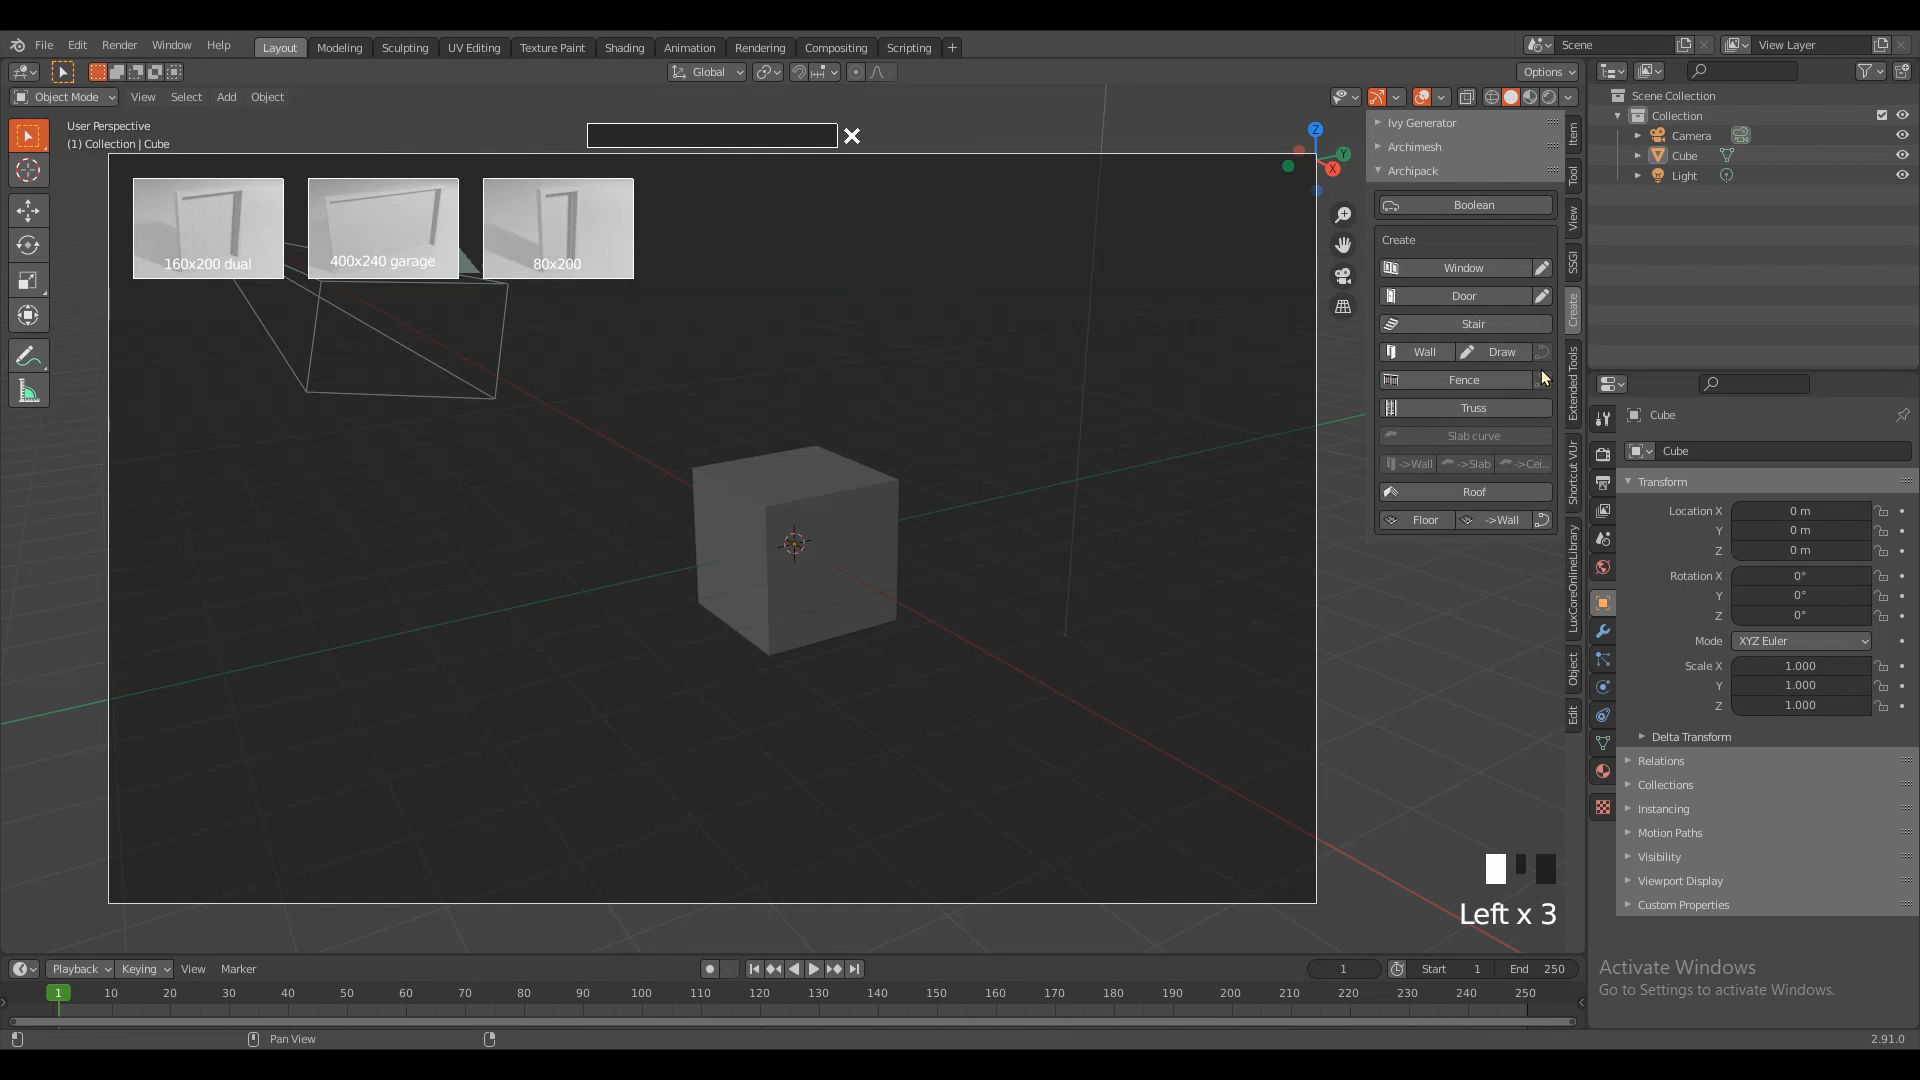 File Edit Render Window Help Layout Modeling Sculpting UV Editing Texture Paint Shading Animation Rendering Compositing Scripting + Scene View Layer
Global Options
Object Mode View Select Add Object
User Perspective
(1) Collection | Cube
160x200 dual
400x240 garage
80x200
Z
Y
X
Ivy Generator
Archimesh
Archipack
Boolean
Create
Window
Door
Stair
Wall Draw
Fence
Truss
Slab curve
->Wall ->Slab ->Cei...
Roof
Floor ->Wall
Item
Tool
View
SSGI
Create
Extended Tools
Shortcut VUr
LuxCoreOnlineLibrary
Object
Edit
Scene Collection
Collection
Camera
Cube
Light
Cube
Cube
Transform
Location X 0 m
Y 0 m
Z 0 m
Rotation X 0°
Y 0°
Z 0°
Mode XYZ Euler
Scale X 1.000
Y 1.000
Z 1.000
Delta Transform
Relations
Collections
Instancing
Motion Paths
Visibility
Viewport Display
Custom Properties
Left x 3
Activate Windows
Go to Settings to activate Windows.
Playback Keying View Marker 1 Start 1 End 250
1 10 20 30 40 50 60 70 80 90 100 110 120 130 140 150 160 170 180 190 200 210 220 230 240 250
Pan View 2.91.0